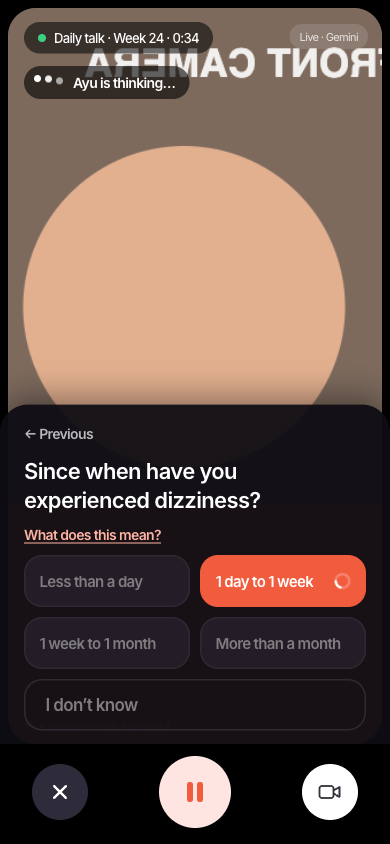 Daily talk · Week 24 · 0:34
Live · Gemini
FRONT CAMERA
Ayu is thinking…
← Previous
Since when have you
experienced dizziness?
What does this mean?
Less than a day
1 day to 1 week
1 week to 1 month
More than a month
I don’t know